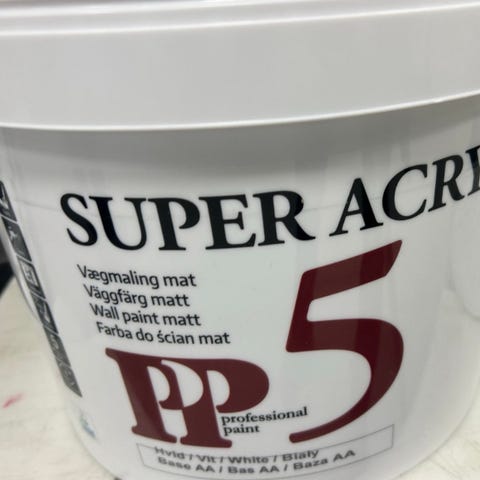 SUPER ACRY
Vægmaling mat
Väggfärg matt
Wall paint matt
Farba do ścian mat
PP 5
professional
paint
Hvid / Vit / White / Biały
Base AA / Bas AA / Baza AA